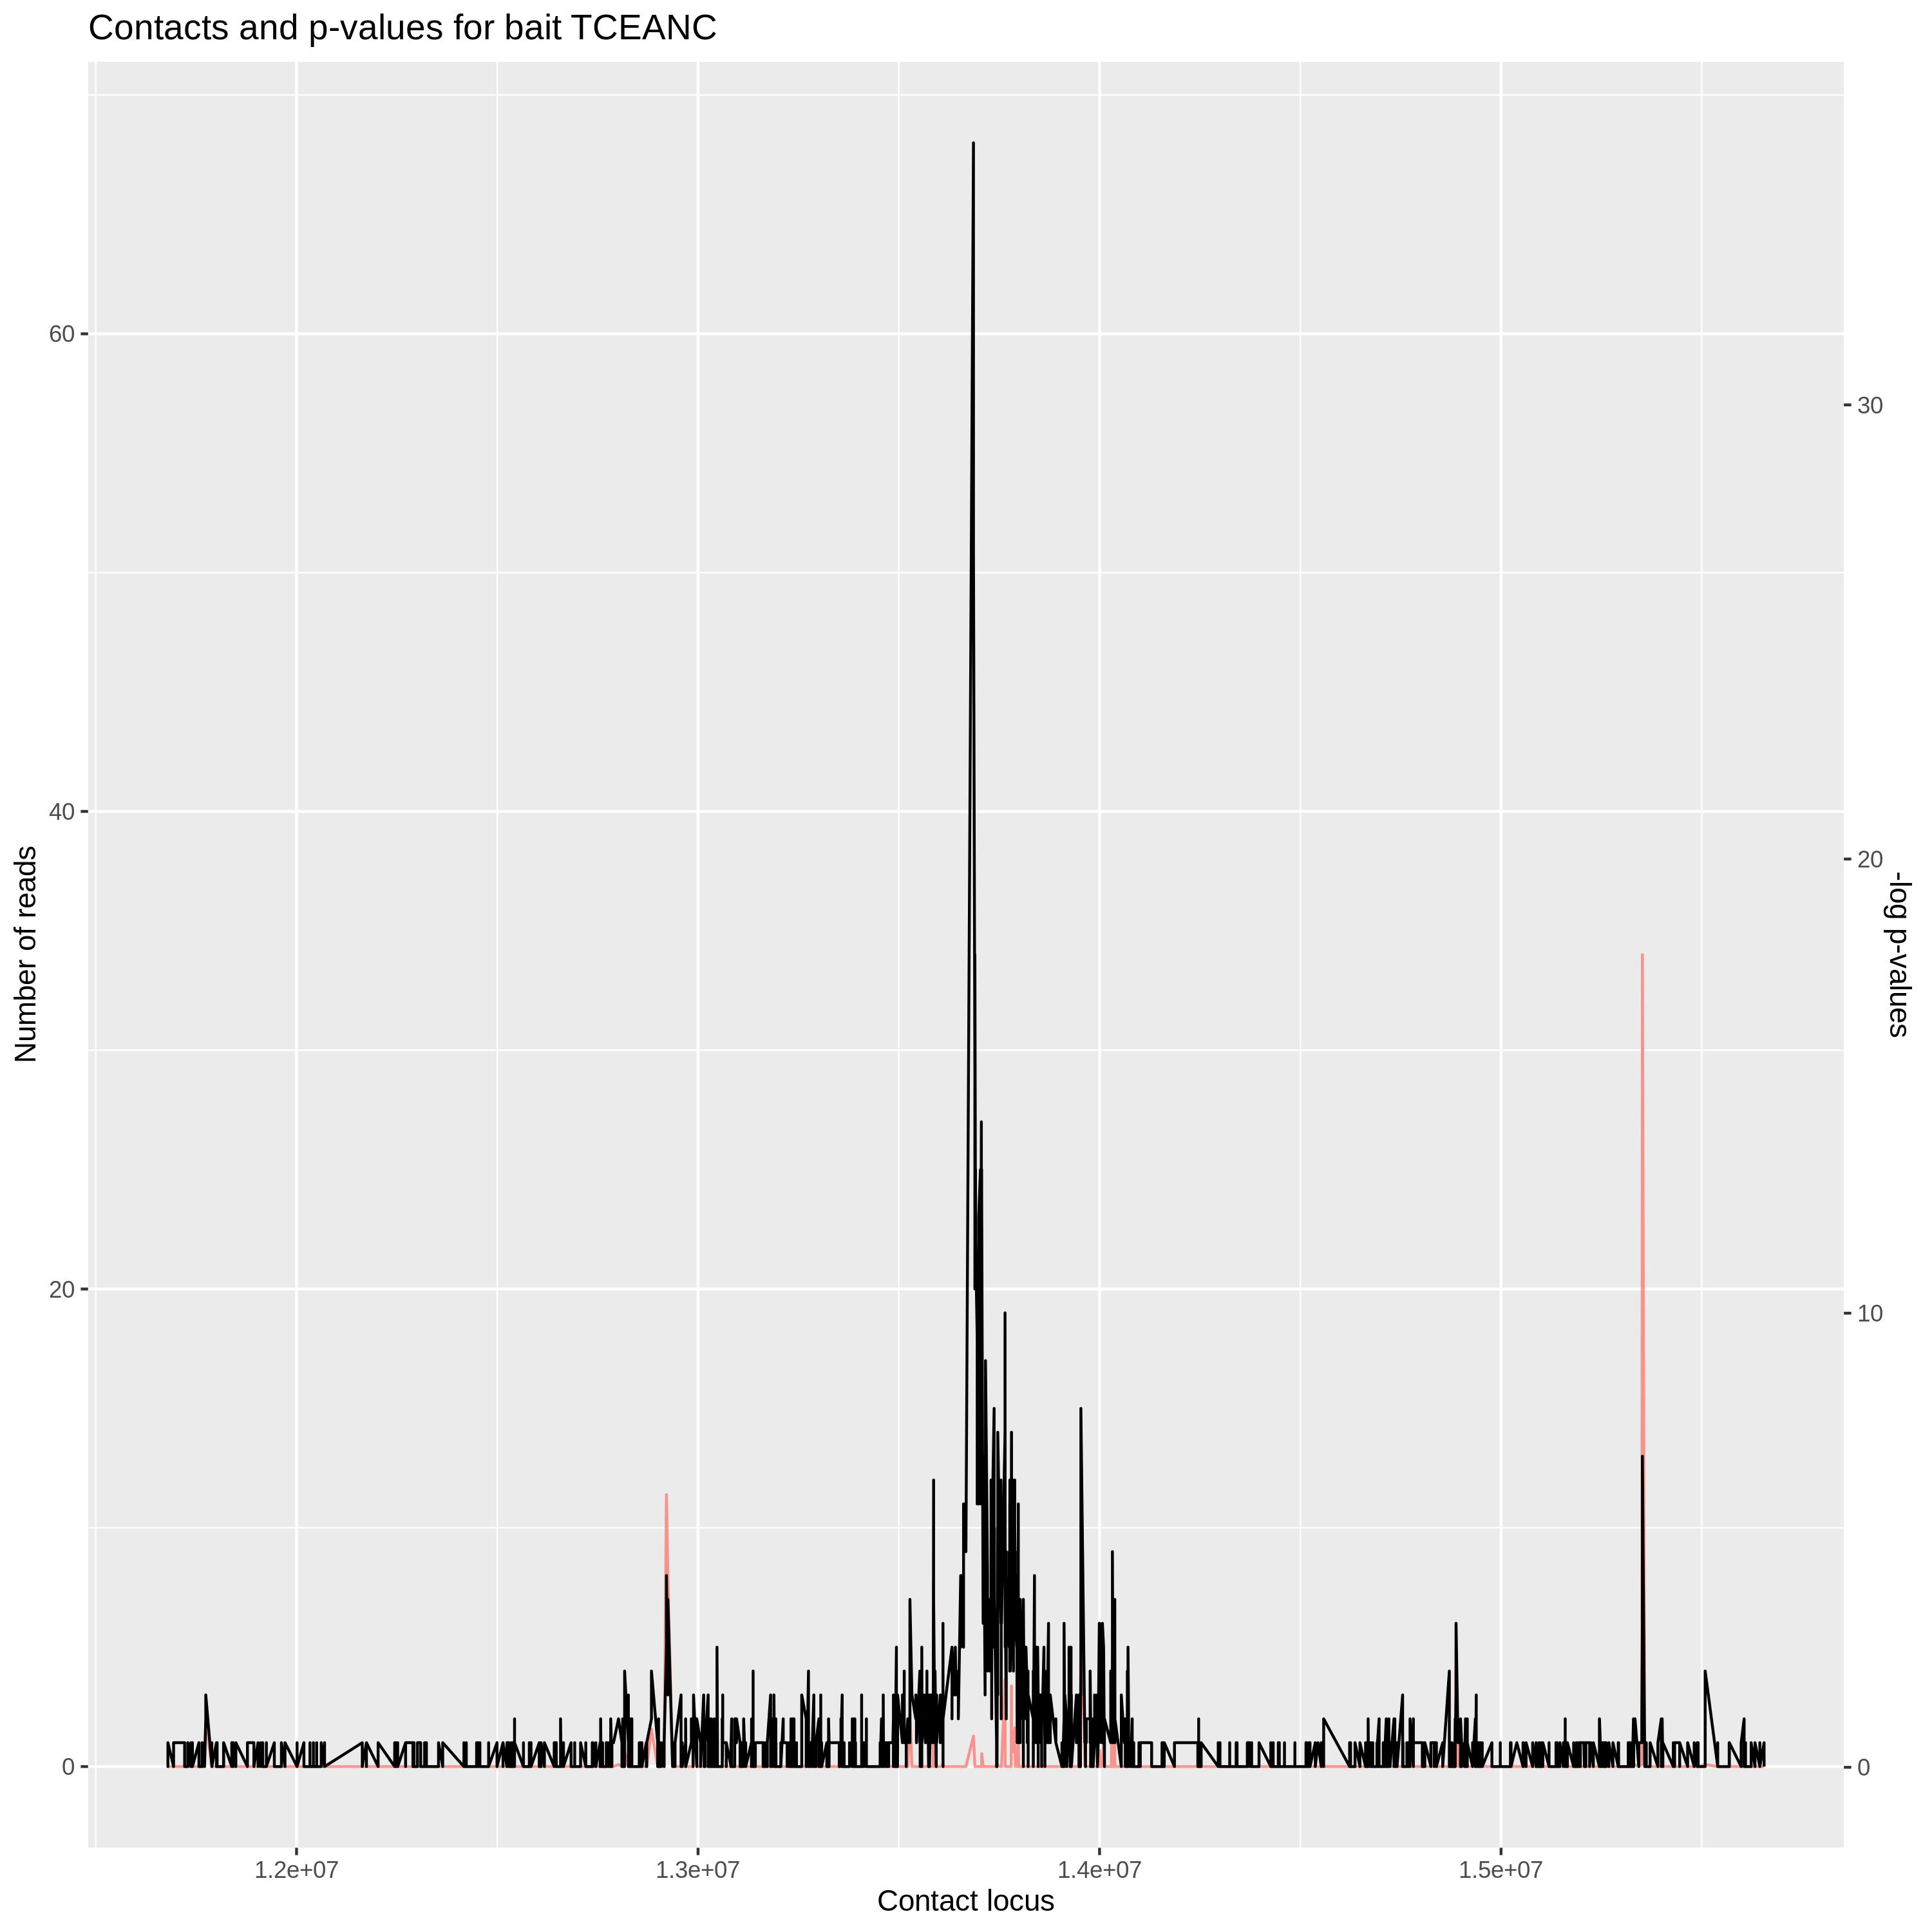 Contacts and p-values for bait TCEANC
60
40
20
0
30
20
10
0
Number of reads
-log p-values
1.2e+07
1.3e+07
1.4e+07
1.5e+07
Contact locus